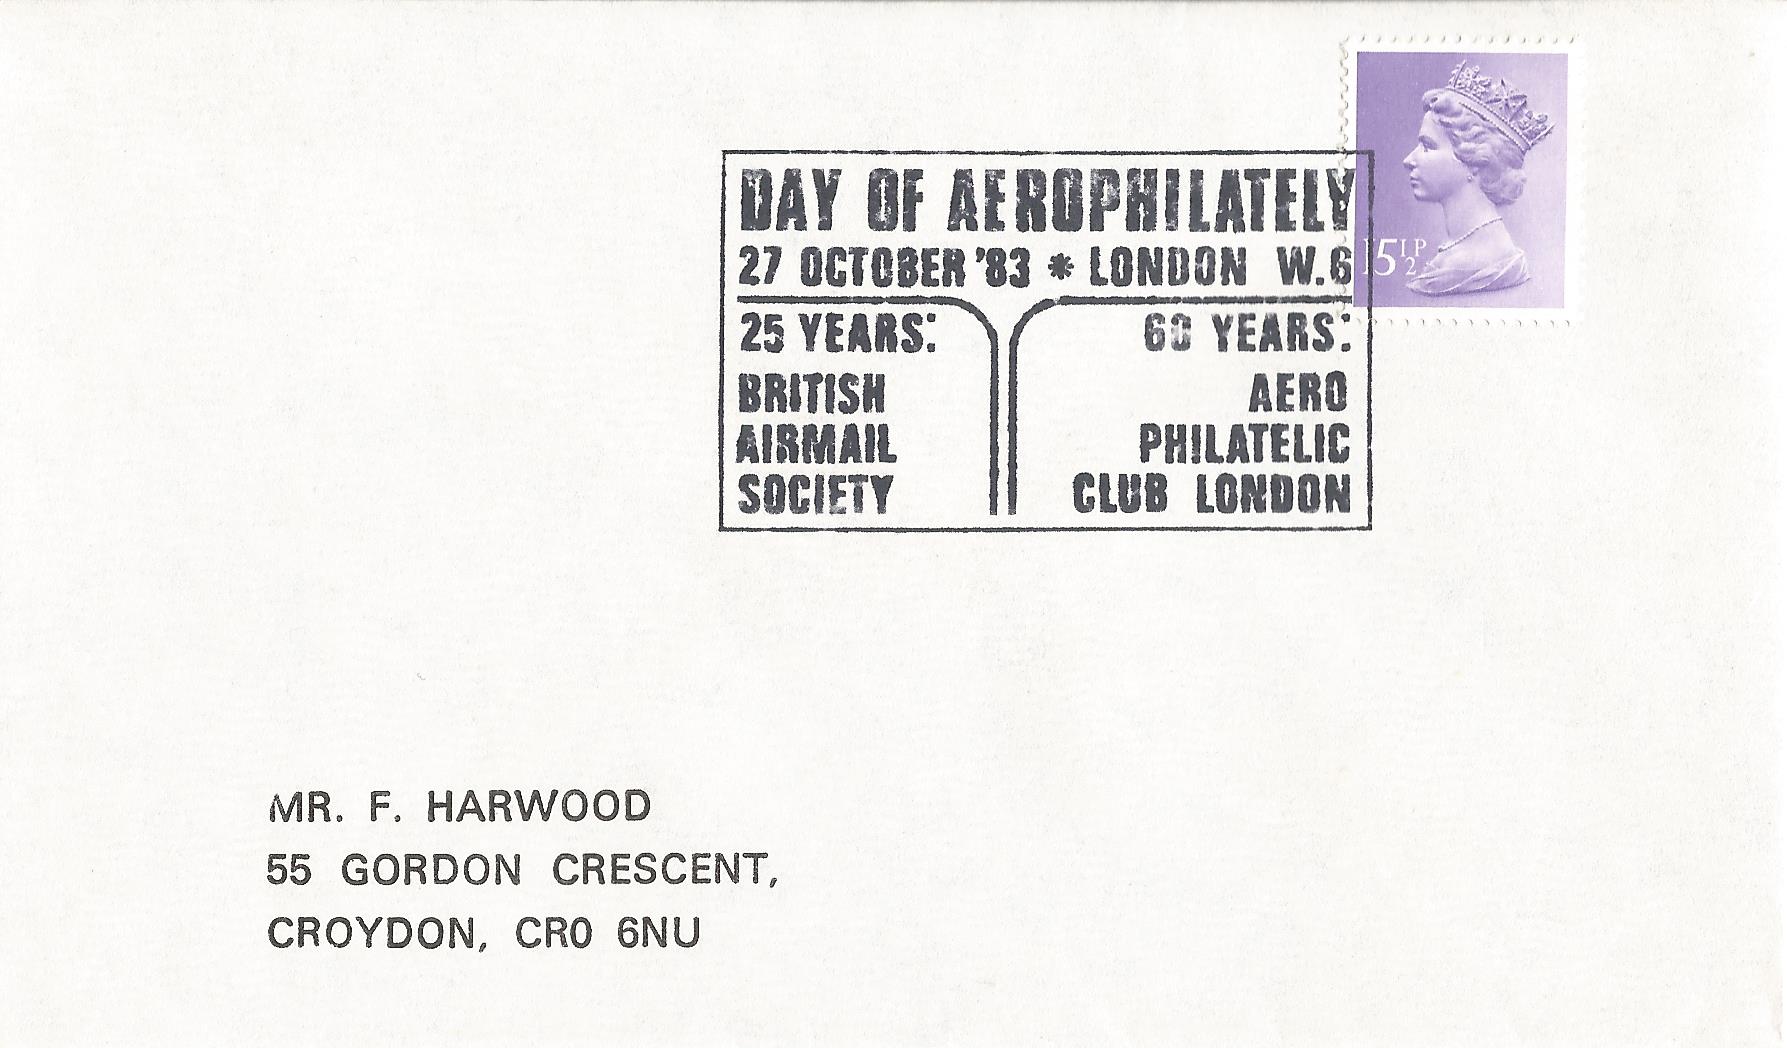 DAY OF AEROPHILATELY
27 OCTOBER '83 * LONDON W.6
25 YEARS:
BRITISH
AIRMAIL
SOCIETY
60 YEARS:
AERO
PHILATELIC
CLUB LONDON
15½P
MR. F. HARWOOD
55 GORDON CRESCENT,
CROYDON, CR0 6NU